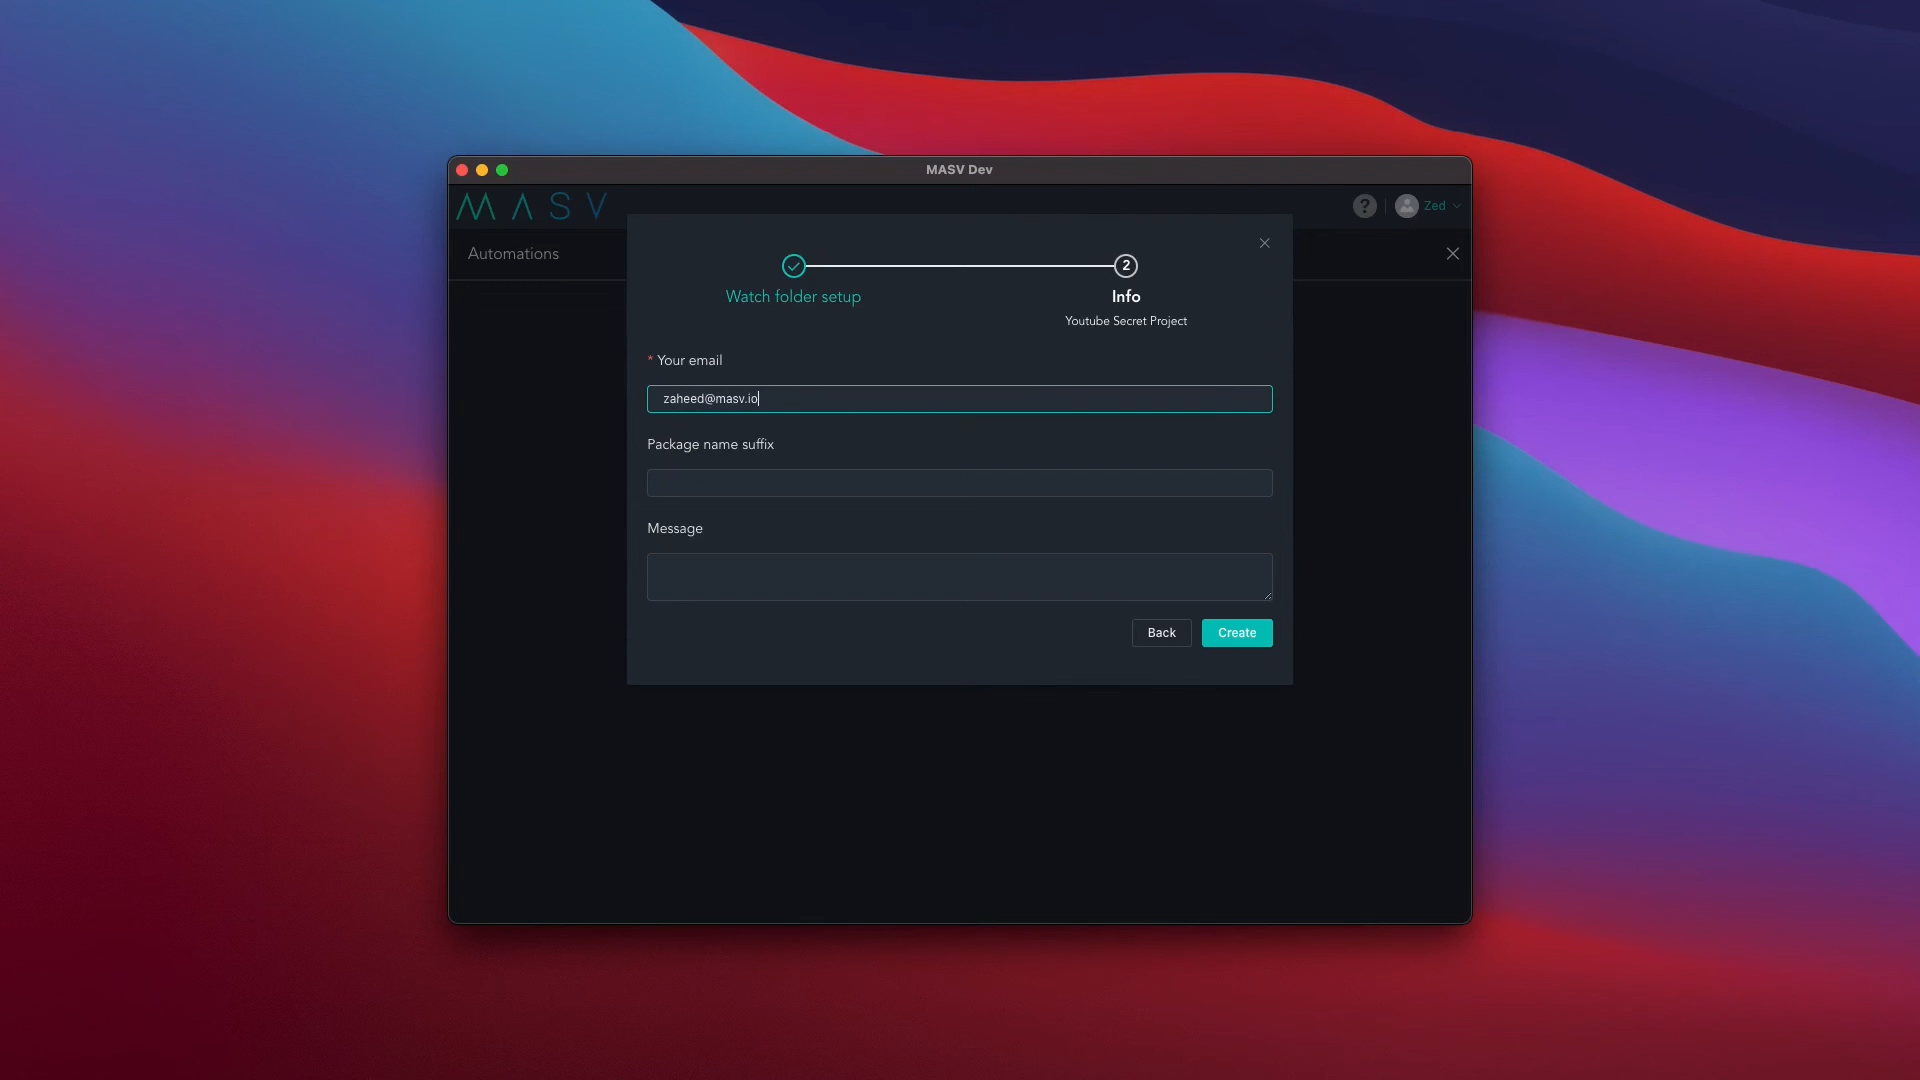 MASV Dev
MASV
? Zed
Automations
2
Watch folder setup
Info
Youtube Secret Project
* Your email
zaheed@masv.io
Package name suffix
Message
Back
Create